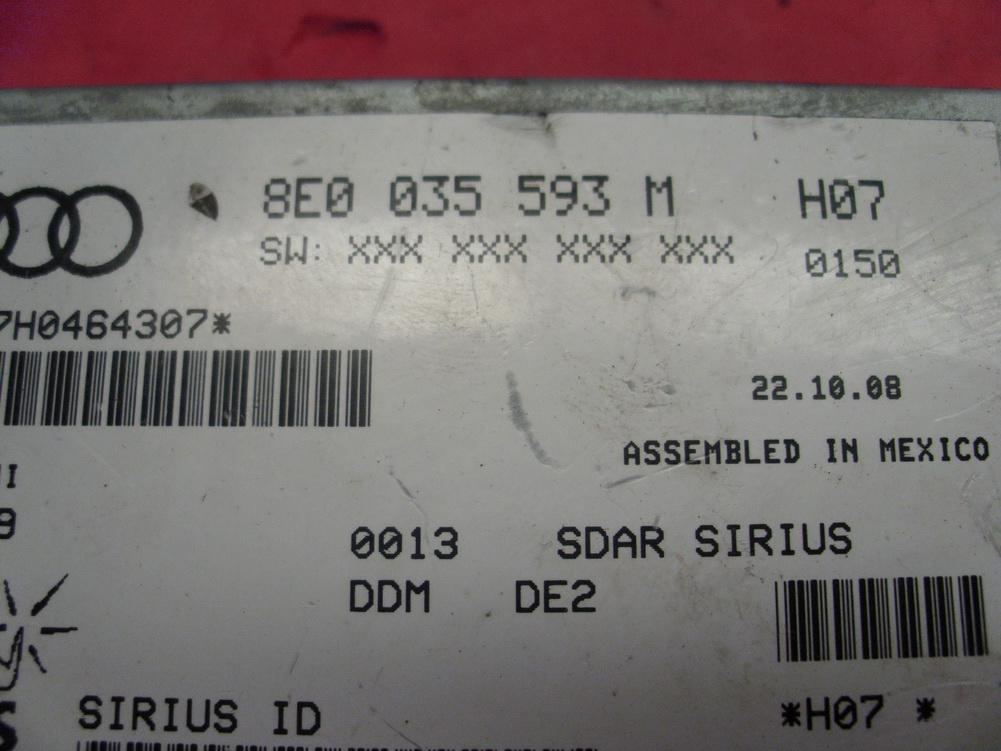 8E0 035 593 M H07
SW: XXX XXX XXX XXX 0150
7H0464307*
22.10.08
ASSEMBLED IN MEXICO
0013 SDAR SIRIUS
DDM DE2
SIRIUS ID
*H07 *